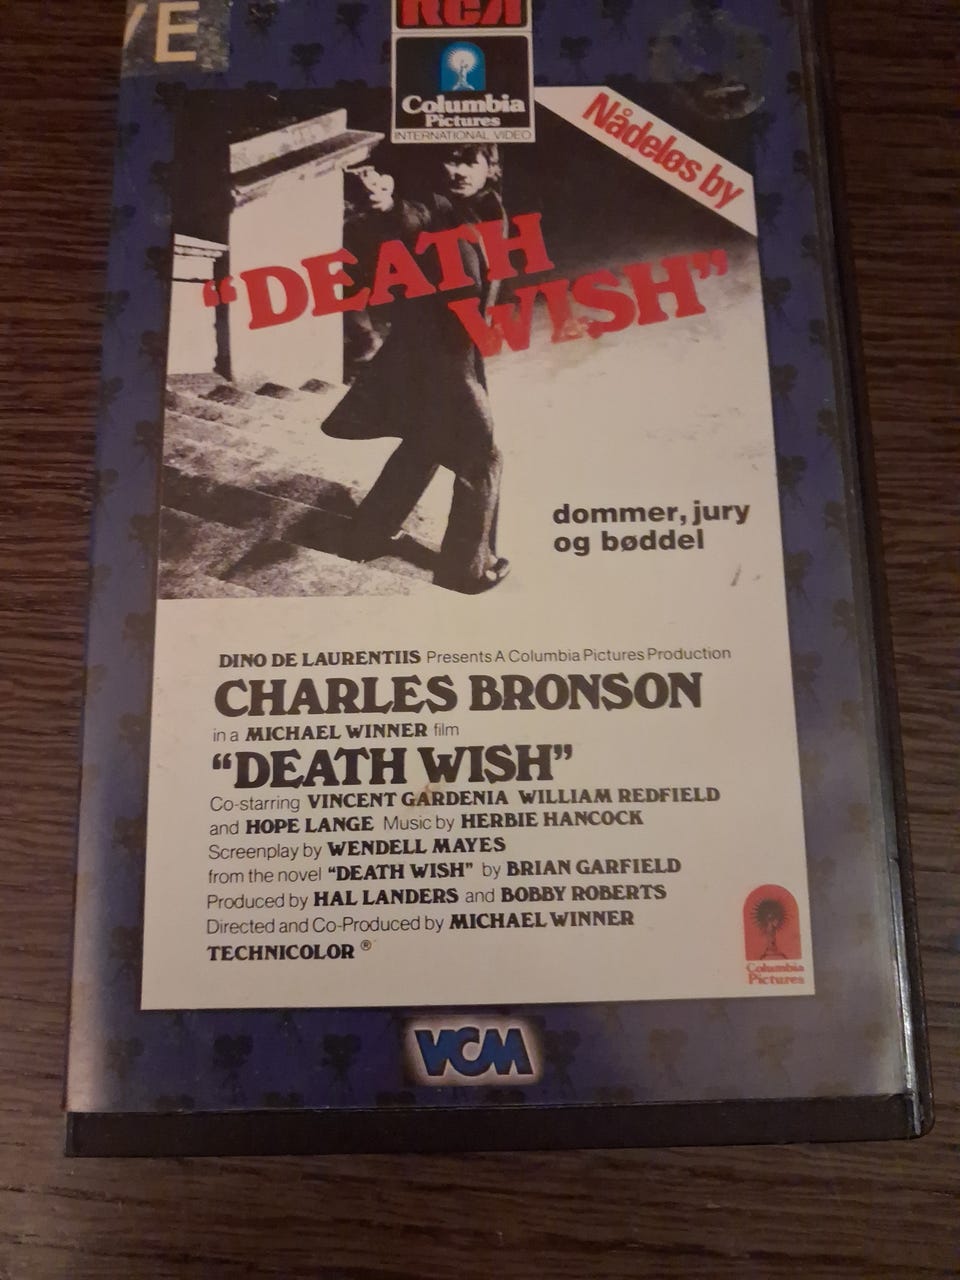 VE
RCA
Columbia
Pictures
INTERNATIONAL VIDEO
Nådeløs by
"DEATH
WISH"
dommer, jury
og bøddel
DINO DE LAURENTIIS Presents A Columbia Pictures Production
CHARLES BRONSON
in a MICHAEL WINNER film
"DEATH WISH"
Co-starring VINCENT GARDENIA WILLIAM REDFIELD
and HOPE LANGE Music by HERBIE HANCOCK
Screenplay by WENDELL MAYES
from the novel "DEATH WISH" by BRIAN GARFIELD
Produced by HAL LANDERS and BOBBY ROBERTS
Directed and Co-Produced by MICHAEL WINNER
TECHNICOLOR ®
Columbia
Pictures
VCM